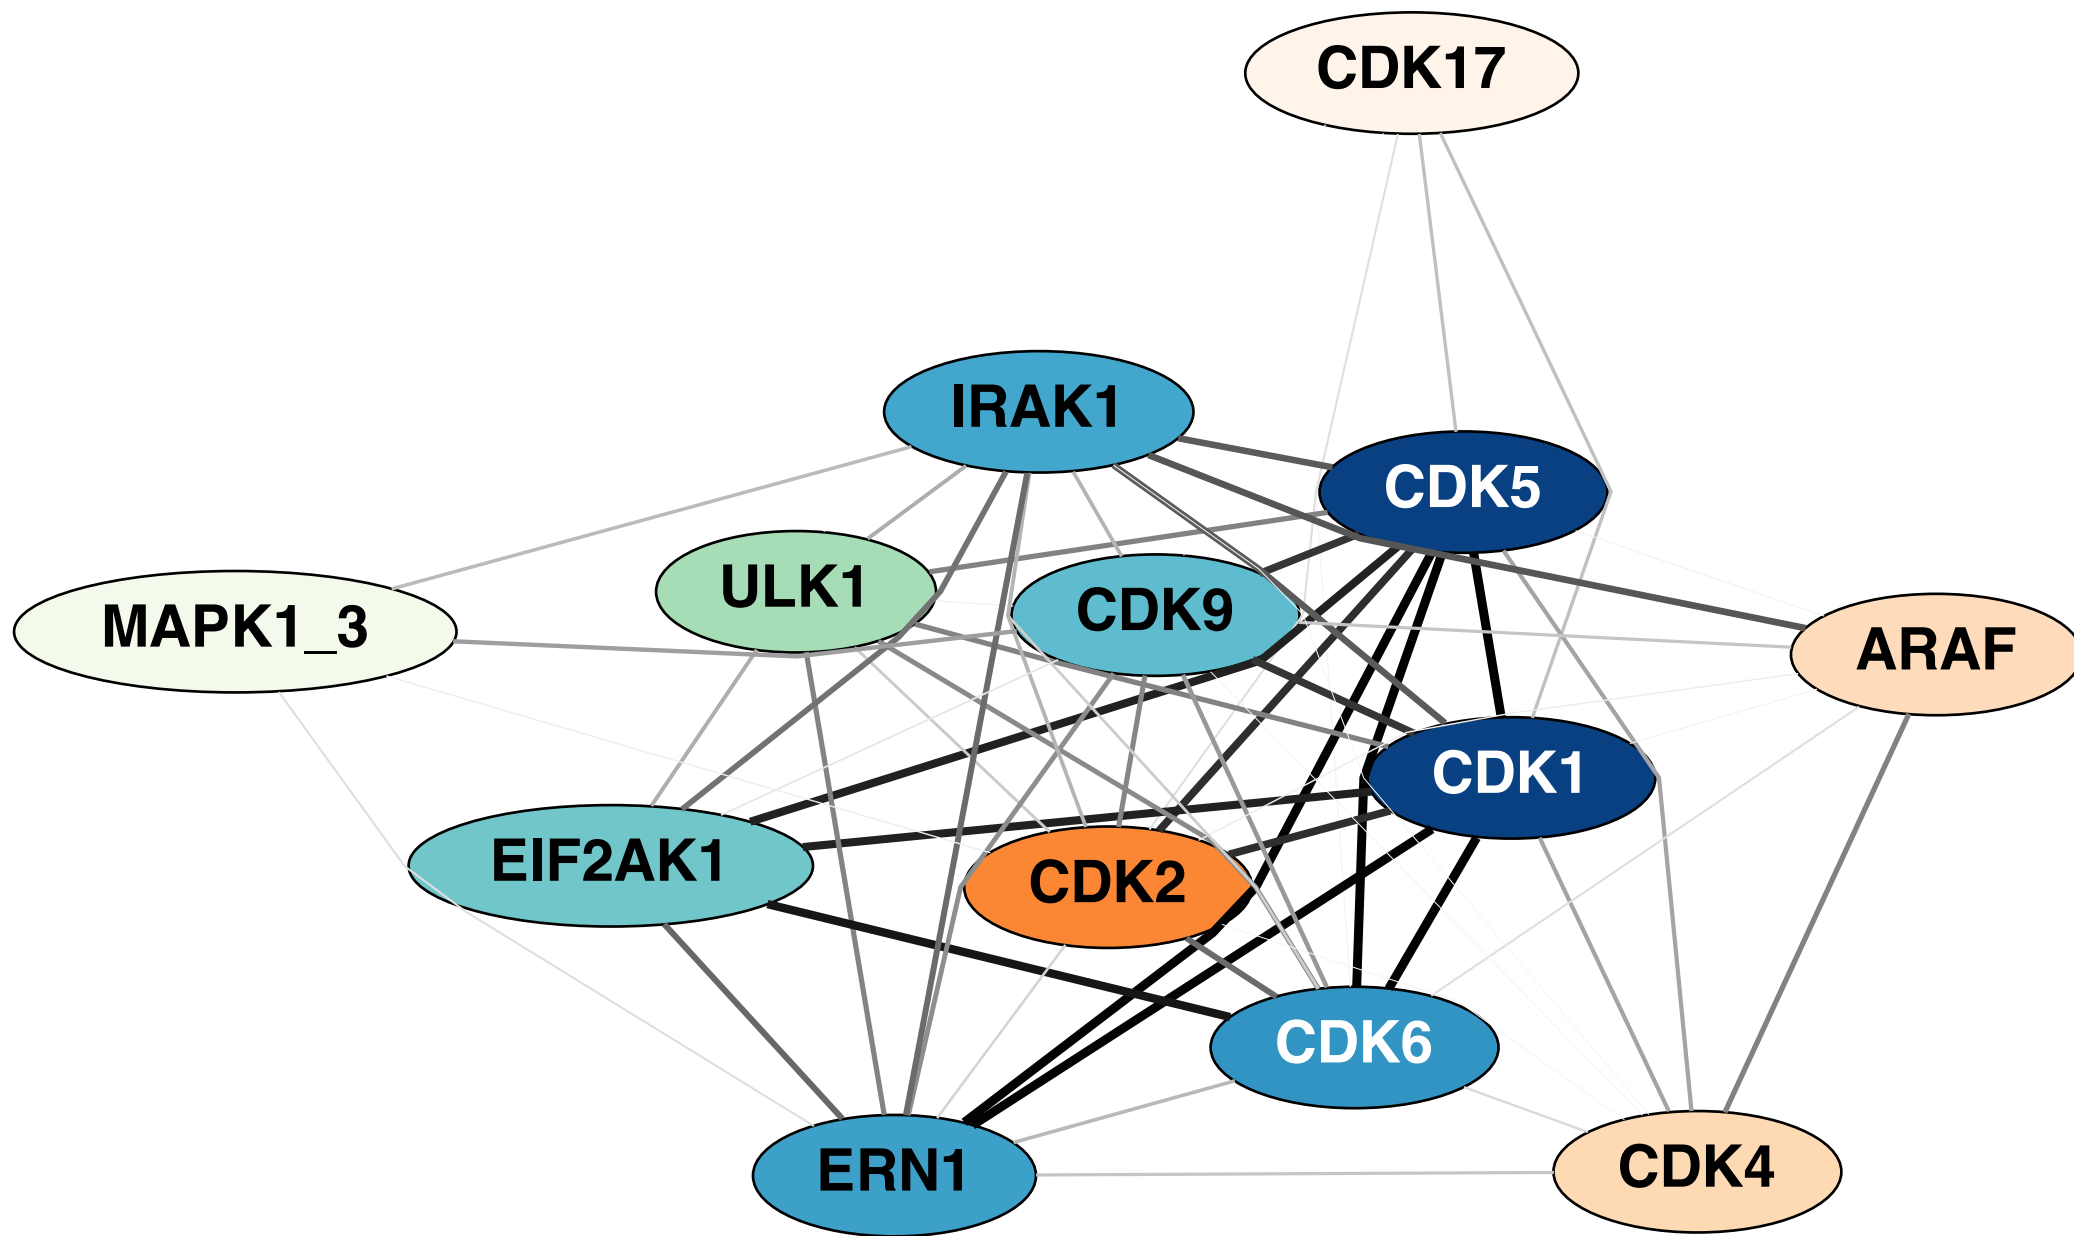 CDK17
IRAK1
CDK5
ULK1
CDK9
MAPK1_3
ARAF
CDK1
EIF2AK1
CDK2
CDK6
ERN1
CDK4